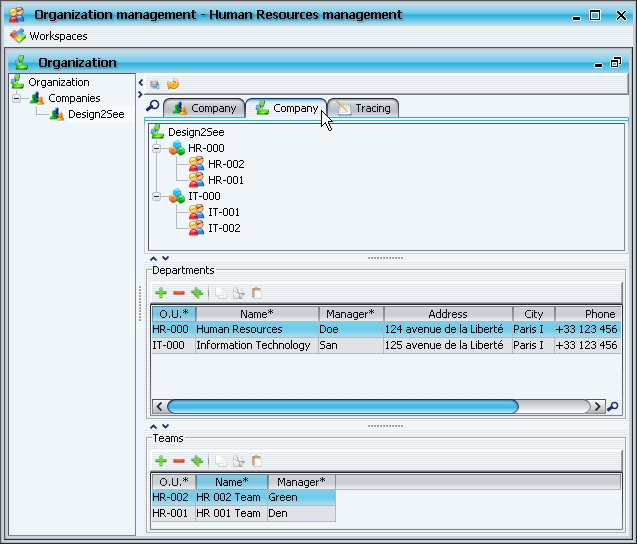 Organization management - Human Resources management
Workspaces
Organization
Organization
Companies
Design2See
Company
Company
Tracing
Design2See
HR-000
HR-002
HR-001
IT-000
IT-001
IT-002
Departments
O.U.* Name* Manager* Address City Phone
HR-000 Human Resources Doe 124 avenue de la Liberté Paris I +33 123 456
IT-000 Information Technology San 125 avenue de la Liberté Paris I +33 123 456
Teams
O.U.* Name* Manager*
HR-002 HR 002 Team Green
HR-001 HR 001 Team Den